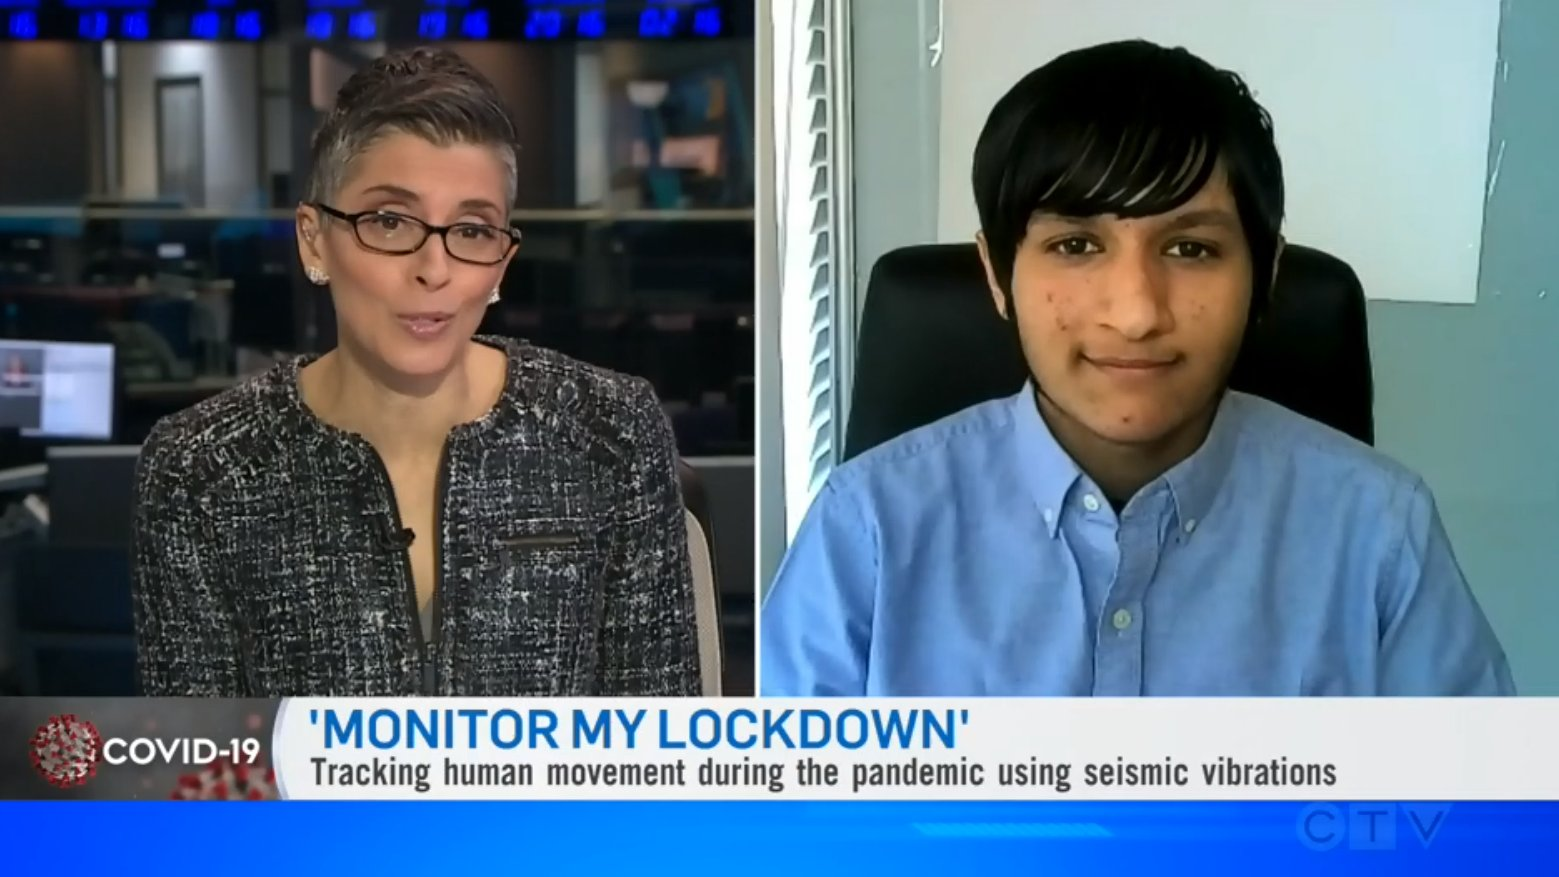 'MONITOR MY LOCKDOWN'
COVID-19
Tracking human movement during the pandemic using seismic vibrations
CTV